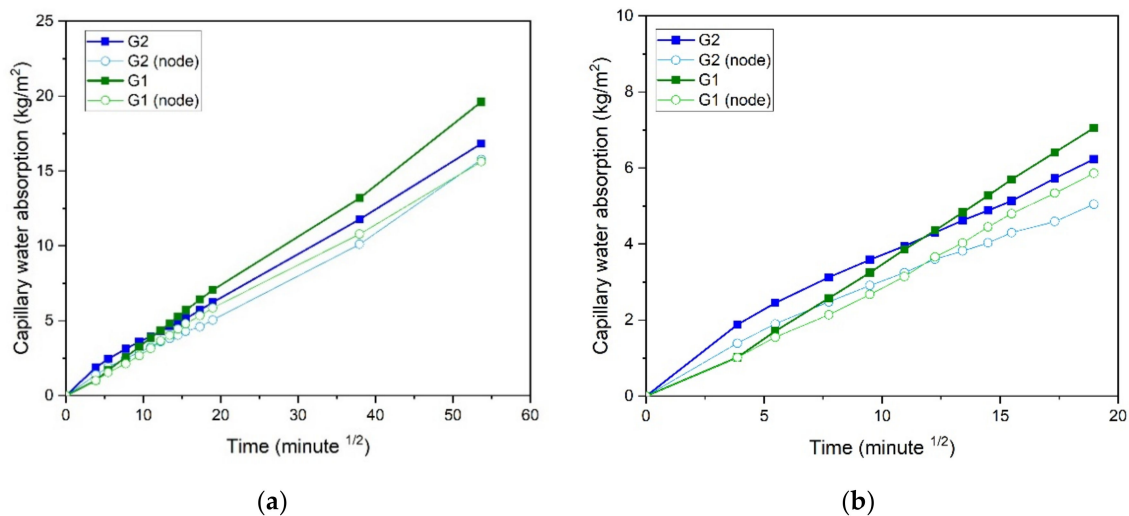 25
20
15
10
5
0
Capillary water absorption (kg/m2)
G2
G2 (node)
G1
G1 (node)
0 10 20 30 40 50 60
Time (minute 1/2)
(a)
10
8
6
4
2
0
Capillary water absorption (kg/m2)
G2
G2 (node)
G1
G1 (node)
0 5 10 15 20
Time (minute 1/2)
(b)